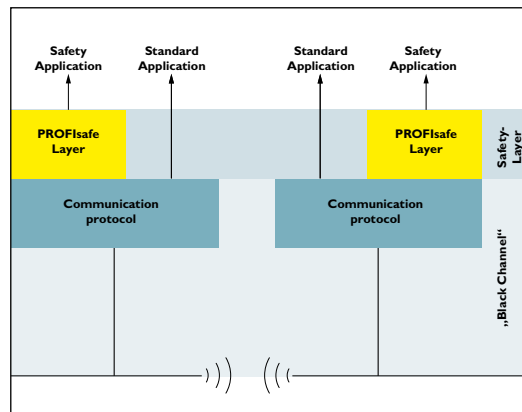 Safety
Application
Standard
Application
Standard
Application
Safety
Application
PROFIsafe
Layer
PROFIsafe
Layer
Safety-
Layer
Communication
protocol
Communication
protocol
„Black Channel“